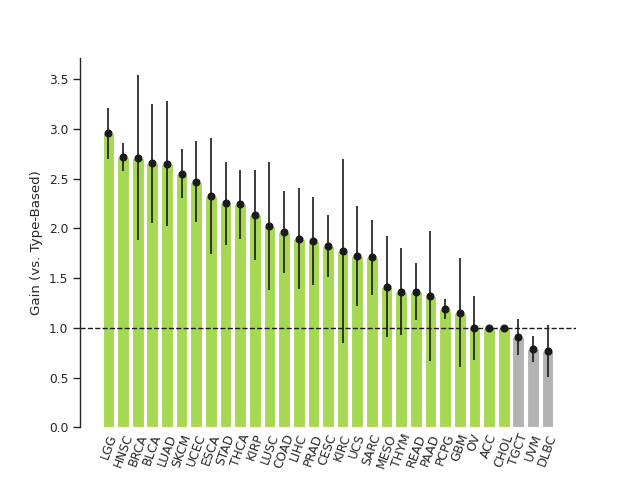 Gain (vs. Type-Based)
3.5
3.0
2.5
2.0
1.5
1.0
0.5
0.0
LGG
HNSC
BRCA
BLCA
LUAD
SKCM
UCEC
ESCA
STAD
THCA
KIRP
LUSC
COAD
LIHC
PRAD
CESC
KIRC
UCS
SARC
MESO
THYM
READ
PAAD
PCPG
GBM
OV
ACC
CHOL
TGCT
UVM
DLBC